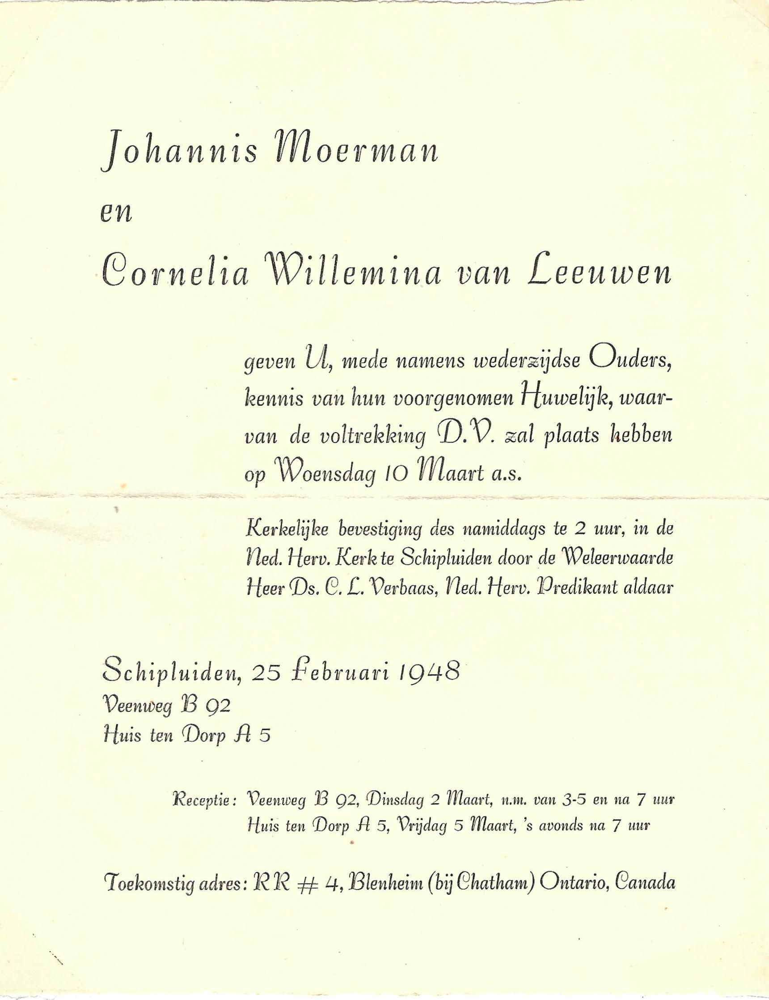 Johannis Moerman
en
Cornelia Willemina van Leeuwen
geven U, mede namens wederzijdse Ouders,
kennis van hun voorgenomen Huwelijk, waar-
van de voltrekking D.V. zal plaats hebben
op Woensdag 10 Maart a.s.
Kerkelijke bevestiging des namiddags te 2 uur, in de
Ned. Herv. Kerk te Schipluiden door de Weleerwaarde
Heer Ds. C. L. Verbaas, Ned. Herv. Predikant aldaar
Schipluiden, 25 Februari 1948
Veenweg B 92
Huis ten Dorp A 5
Receptie: Veenweg B 92, Dinsdag 2 Maart, n.m. van 3-5 en na 7 uur
Huis ten Dorp A 5, Vrijdag 5 Maart, 's avonds na 7 uur
Toekomstig adres: RR # 4, Blenheim (bij Chatham) Ontario, Canada